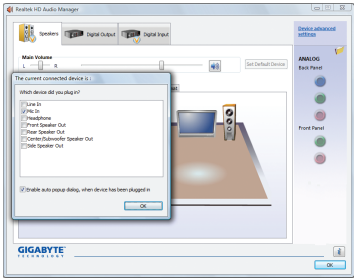 Realtek HD Audio Manager
Speakers
Digital Output
Digital Input
Device advanced settings
Main Volume
L
R
Set Default Device
ANALOG
Back Panel
The current connected device is :
Which device did you plug in?
Line In
Mic In
Headphone
Front Speaker Out
Rear Speaker Out
Center/Subwoofer Speaker Out
Side Speaker Out
Front Panel
Enable auto popup dialog, when device has been plugged in
OK
GIGABYTE
TECHNOLOGY
OK